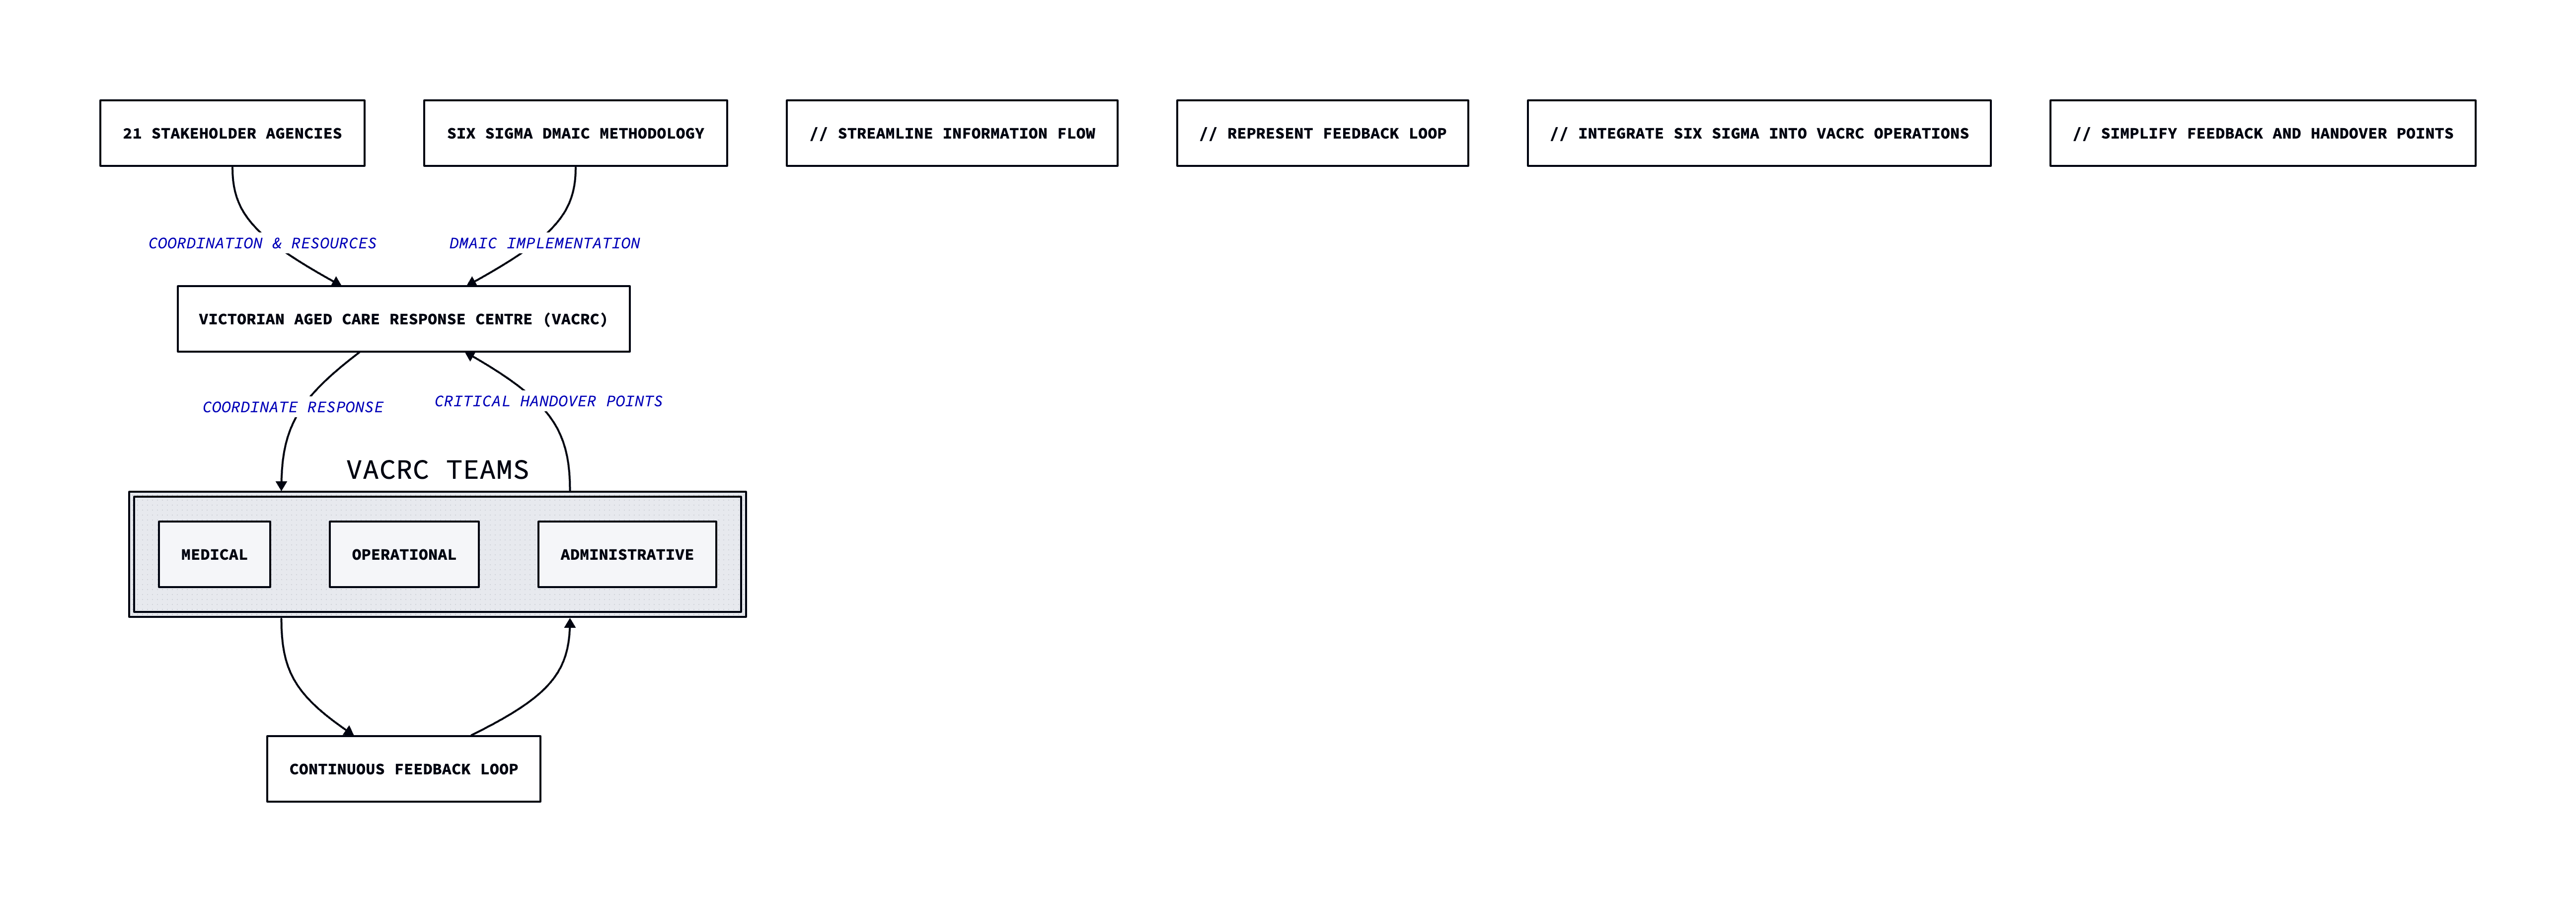 21 STAKEHOLDER AGENCIES
SIX SIGMA DMAIC METHODOLOGY
// STREAMLINE INFORMATION FLOW
// REPRESENT FEEDBACK LOOP
// INTEGRATE SIX SIGMA INTO VACRC OPERATIONS
// SIMPLIFY FEEDBACK AND HANDOVER POINTS
COORDINATION & RESOURCES
DMAIC IMPLEMENTATION
VICTORIAN AGED CARE RESPONSE CENTRE (VACRC)
COORDINATE RESPONSE
CRITICAL HANDOVER POINTS
VACRC TEAMS
MEDICAL
OPERATIONAL
ADMINISTRATIVE
CONTINUOUS FEEDBACK LOOP